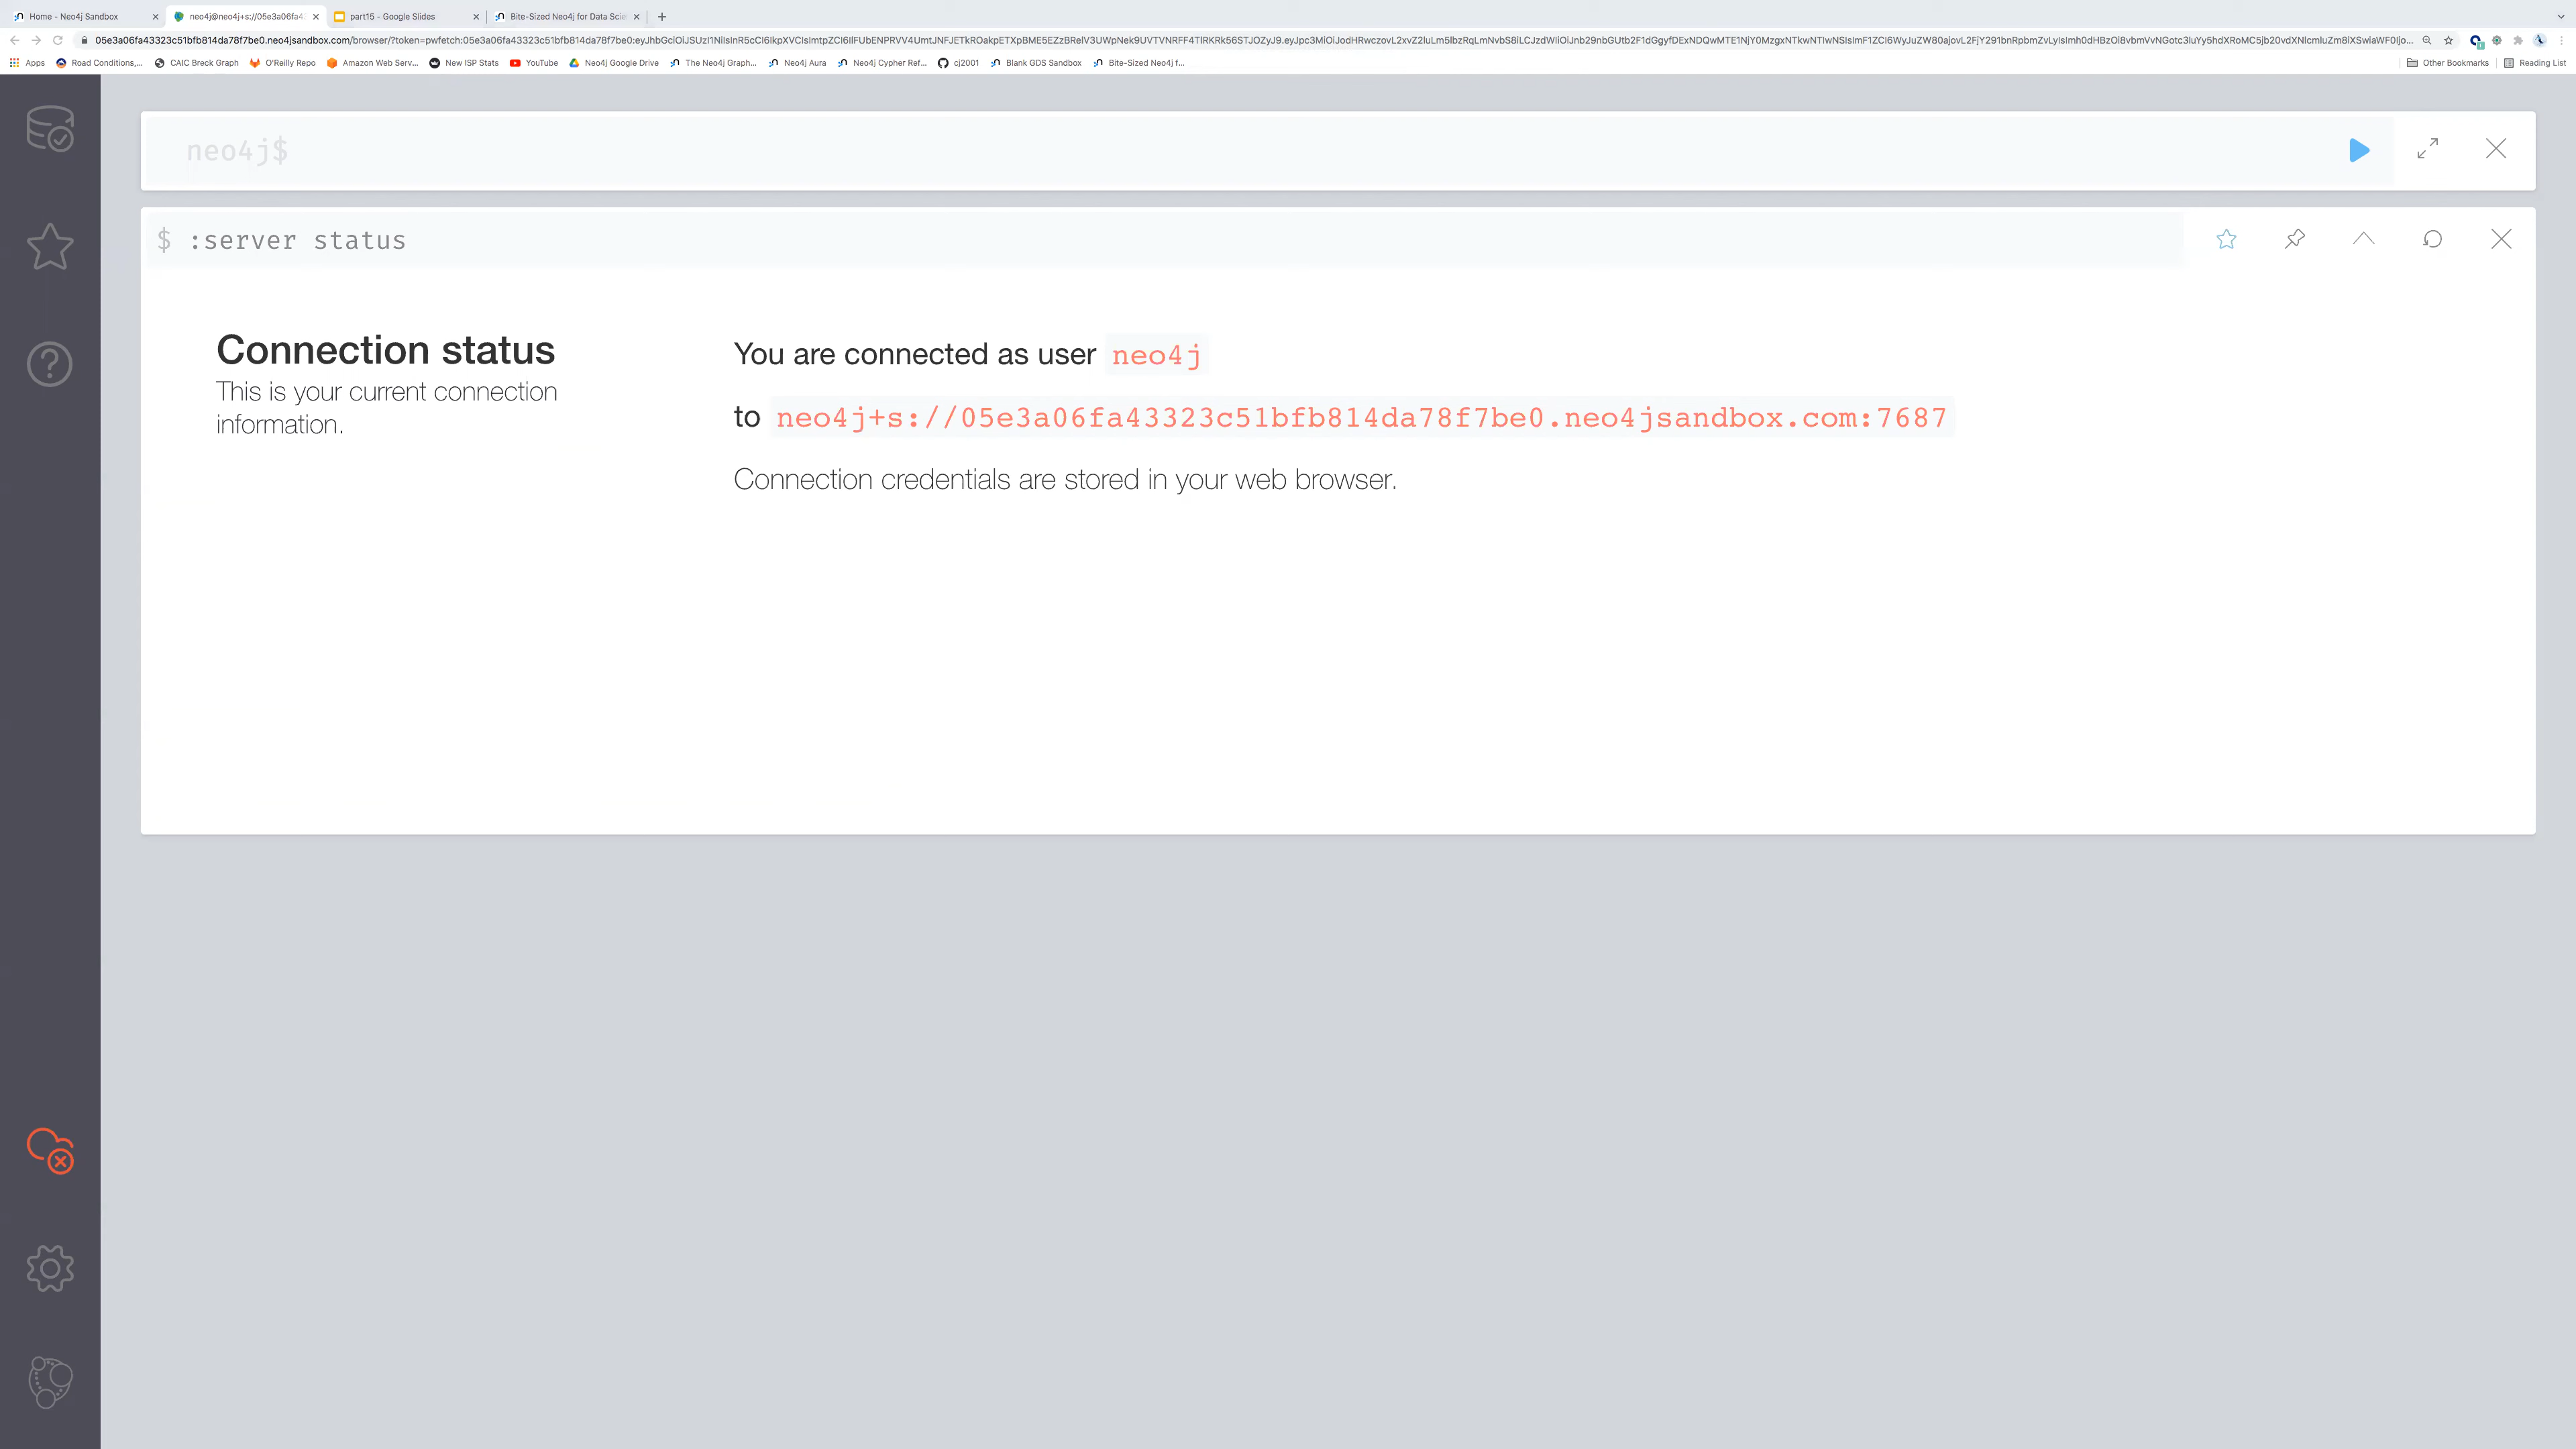 Home - Neo4j Sandbox
neo4j@neo4j+s://05e3a06fa4
part15 - Google Slides
Bite-Sized Neo4j for Data Scie
Apps
Road Conditions,...
CAIC Breck Graph
O'Reilly Repo
Amazon Web Serv...
New ISP Stats
YouTube
Neo4j Google Drive
The Neo4j Graph...
Neo4j Aura
Neo4j Cypher Ref...
cj2001
Blank GDS Sandbox
Bite-Sized Neo4j f...
Other Bookmarks
Reading List
neo4j$
$ :server status
Connection status
This is your current connection
information.
You are connected as user neo4j
to neo4j+s://05e3a06fa43323c51bfb814da78f7be0.neo4jsandbox.com:7687
Connection credentials are stored in your web browser.